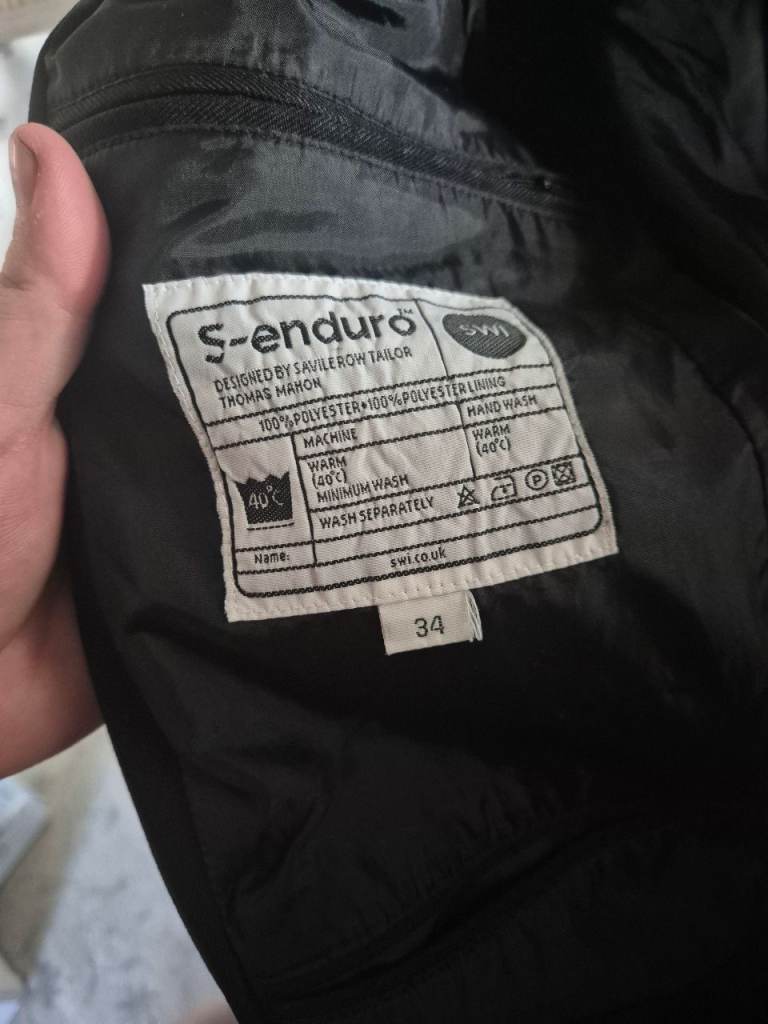 S-enduro™
SWI
DESIGNED BY SAVILE ROW TAILOR
THOMAS MAHON
100% POLYESTER•100% POLYESTER LINING
MACHINE
HAND WASH
WARM
(40°C)
MINIMUM WASH
WARM
(40°C)
40°C
WASH SEPARATELY
P
Name:
swi.co.uk
34